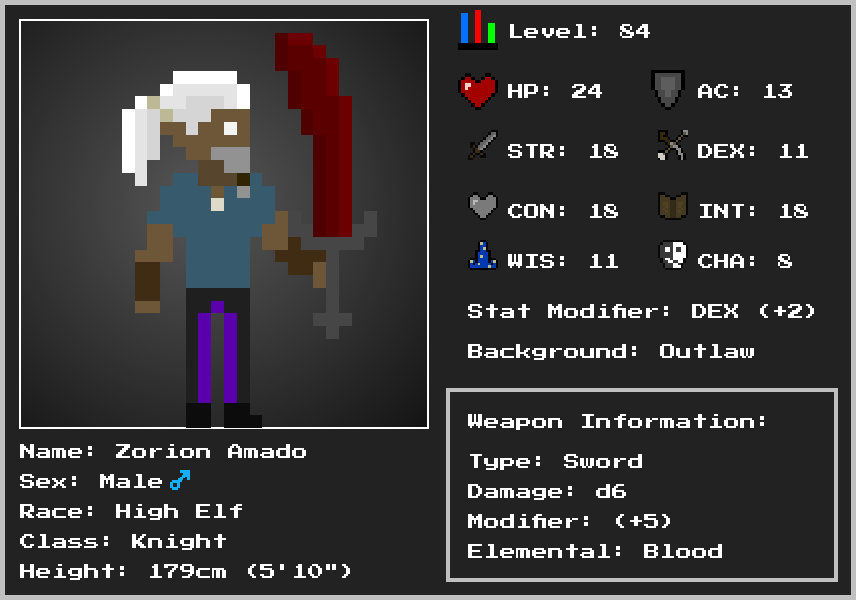 Level: 84
HP: 24
AC: 13
STR: 18
DEX: 11
CON: 18
INT: 18
WIS: 11
CHA: 8
Stat Modifier: DEX (+2)
Background: Outlaw
Weapon Information:
Type: Sword
Damage: d6
Modifier: (+5)
Elemental: Blood
Name: Zorion Amado
Sex: Male♂
Race: High Elf
Class: Knight
Height: 179cm (5'10")